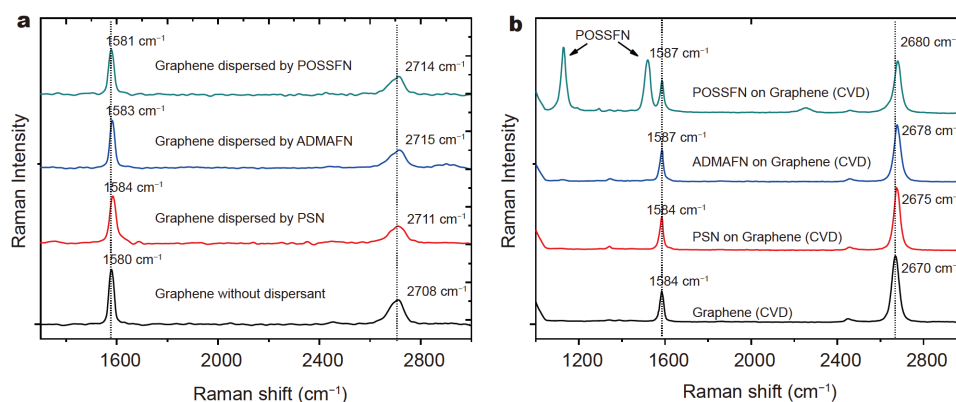 a
1581 cm⁻¹
Graphene dispersed by POSSFN
2714 cm⁻¹
1583 cm⁻¹
Graphene dispersed by ADMAFN
2715 cm⁻¹
1584 cm⁻¹
Graphene dispersed by PSN
2711 cm⁻¹
1580 cm⁻¹
Graphene without dispersant
2708 cm⁻¹
Raman Intensity
1600 2000 2400 2800
Raman shift (cm⁻¹)
b
POSSFN
1587 cm⁻¹
2680 cm⁻¹
POSSFN on Graphene (CVD)
1587 cm⁻¹
2678 cm⁻¹
ADMAFN on Graphene (CVD)
1584 cm⁻¹
2675 cm⁻¹
PSN on Graphene (CVD)
1584 cm⁻¹
2670 cm⁻¹
Graphene (CVD)
Raman Intensity
1200 1600 2000 2400 2800
Raman shift (cm⁻¹)